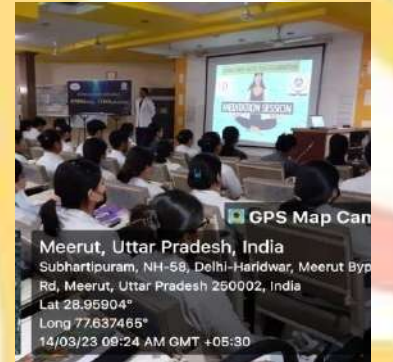 MEDITATION SESSION
GPS Map Cam
Meerut, Uttar Pradesh, India
Subhartipuram, NH-58, Delhi-Haridwar, Meerut Byp
Rd, Meerut, Uttar Pradesh 250002, India
Lat 28.95904°
Long 77.637465°
14/03/23 09:24 AM GMT +05:30